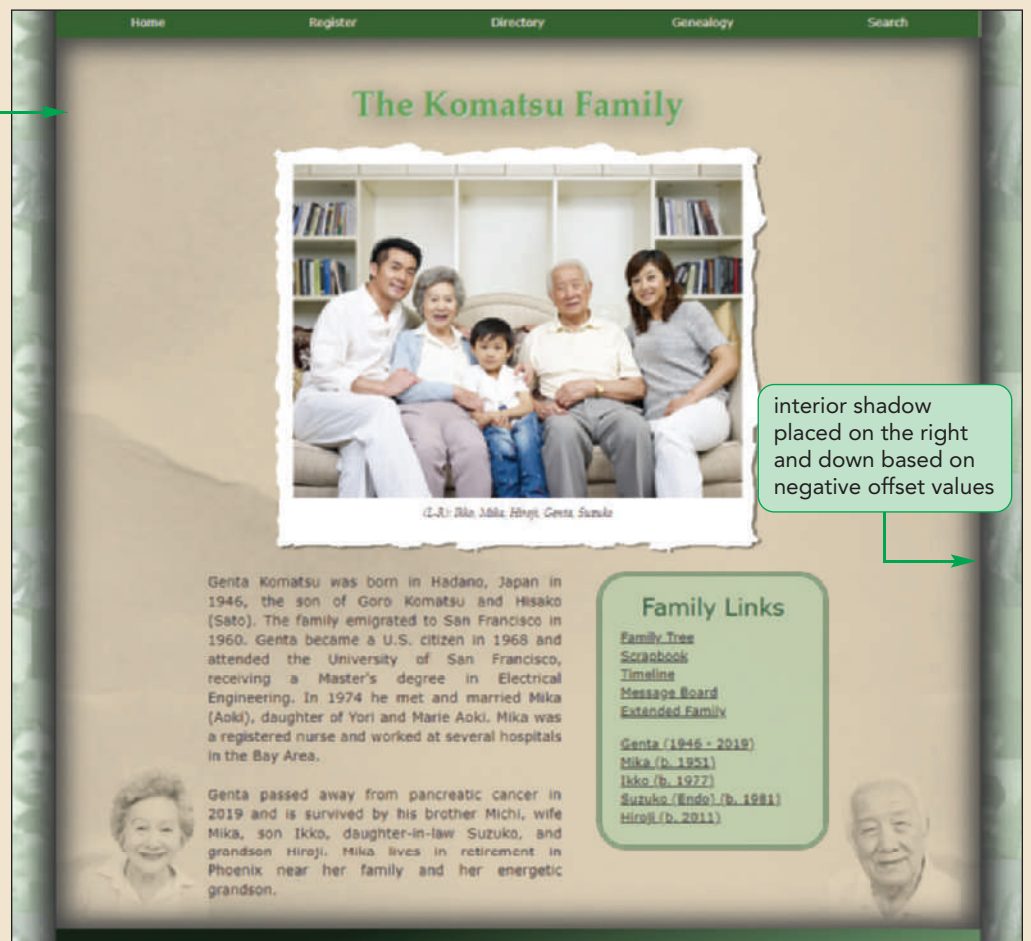 Home Register Directory Genealogy Search
The Komatsu Family
(L-R): Ikko, Mika, Hiroji, Genta, Suzuko
interior shadow
placed on the right
and down based on
negative offset values
Genta Komatsu was born in Hadano, Japan in
1946, the son of Goro Komatsu and Hisako
(Sato). The family emigrated to San Francisco in
1960. Genta became a U.S. citizen in 1968 and
attended the University of San Francisco,
receiving a Master's degree in Electrical
Engineering. In 1974 he met and married Mika
(Aoki), daughter of Yori and Marie Aoki. Mika was
a registered nurse and worked at several hospitals
in the Bay Area.
Genta passed away from pancreatic cancer in
2019 and is survived by his brother Michi, wife
Mika, son Ikko, daughter-in-law Suzuko, and
grandson Hiroji. Mika lives in retirement in
Phoenix near her family and her energetic
grandson.
Family Links
Family Tree
Scrapbook
Timeline
Message Board
Extended Family
Genta (1946 - 2019)
Mika (b. 1951)
Ikko (b. 1977)
Suzuko (Endo) (b. 1981)
Hiroji (b. 2011)